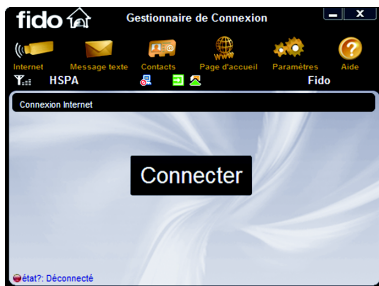 fido Gestionnaire de Connexion
Internet Message texte Contacts Page d'accueil Paramètres Aide
HSPA Fido
Connexion Internet
Connecter
état?: Déconnecté